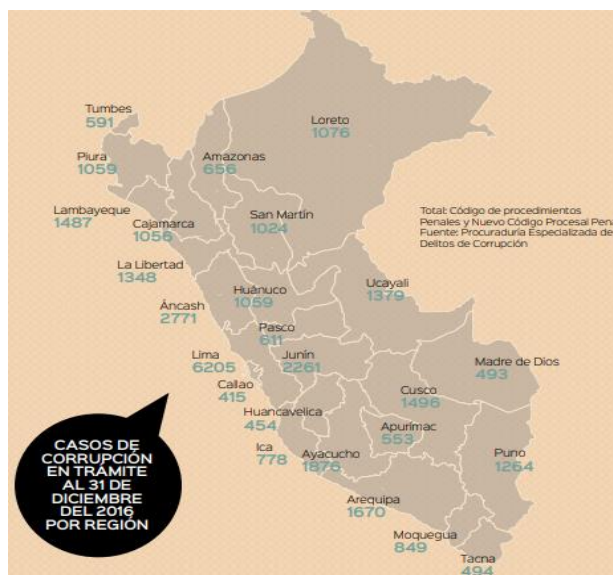 Tumbes
591
Loreto
1076
Piura
1059
Amazonas
656
Lambayeque
1487
Cajamarca
1056
San Martín
1024
Total: Código de procedimientos
Penales y Nuevo Código Procesal Pena
Fuente: Procuraduría Especializada de
Delitos de Corrupción
La Libertad
1348
Huánuco
1059
Ucayali
1379
Áncash
2771
Pasco
611
Lima
6205
Junín
2261
Madre de Dios
493
Callao
415
Cusco
1496
Huancavelica
454
Apurímac
553
Ica
778
Ayacucho
1876
Puno
1264
Arequipa
1670
Moquegua
849
Tacna
494
CASOS DE
CORRUPCIÓN
EN TRÁMITE
AL 31 DE
DICIEMBRE
DEL 2016
POR REGIÓN